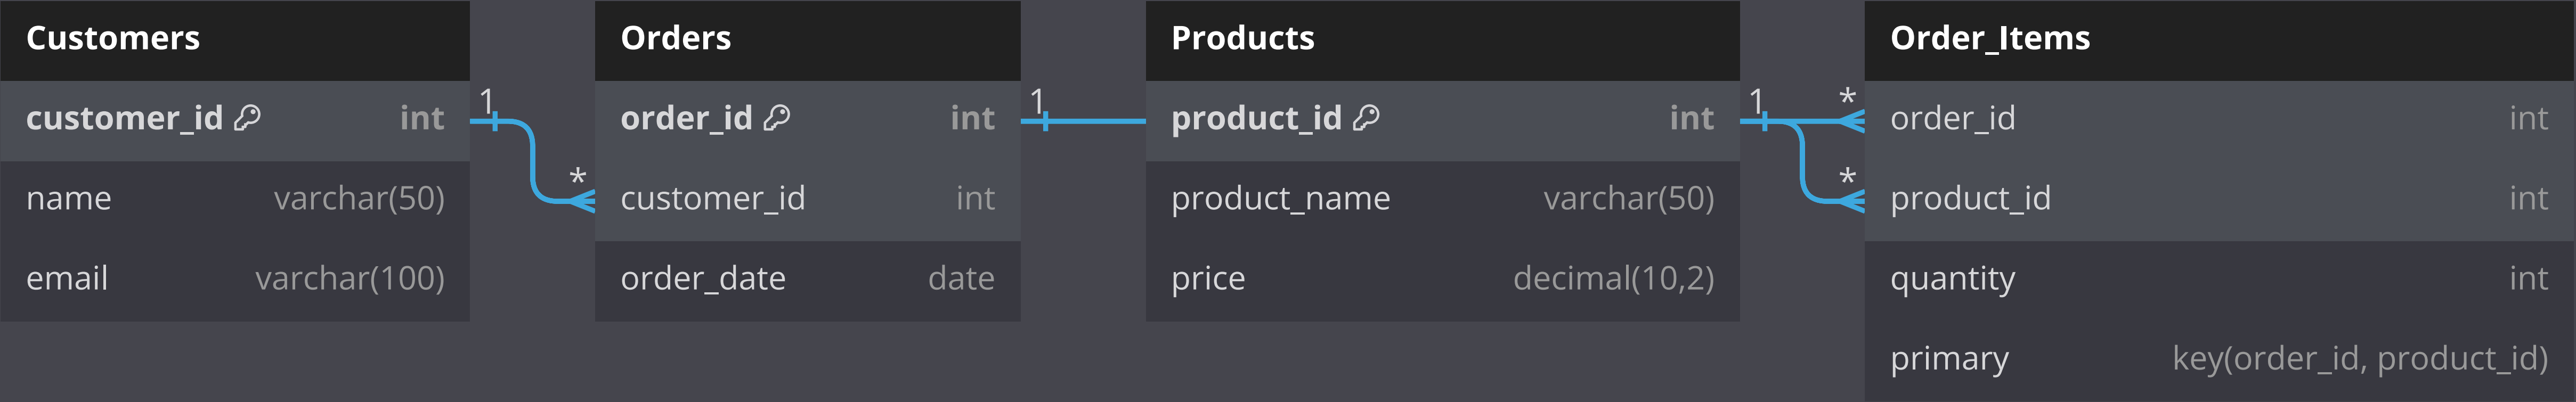 Customers
customer_id int
name varchar(50)
email varchar(100)
1
*
Orders
order_id int
customer_id int
order_date date
1
Products
product_id int
product_name varchar(50)
price decimal(10,2)
1
*
*
Order_Items
order_id int
product_id int
quantity int
primary key(order_id, product_id)